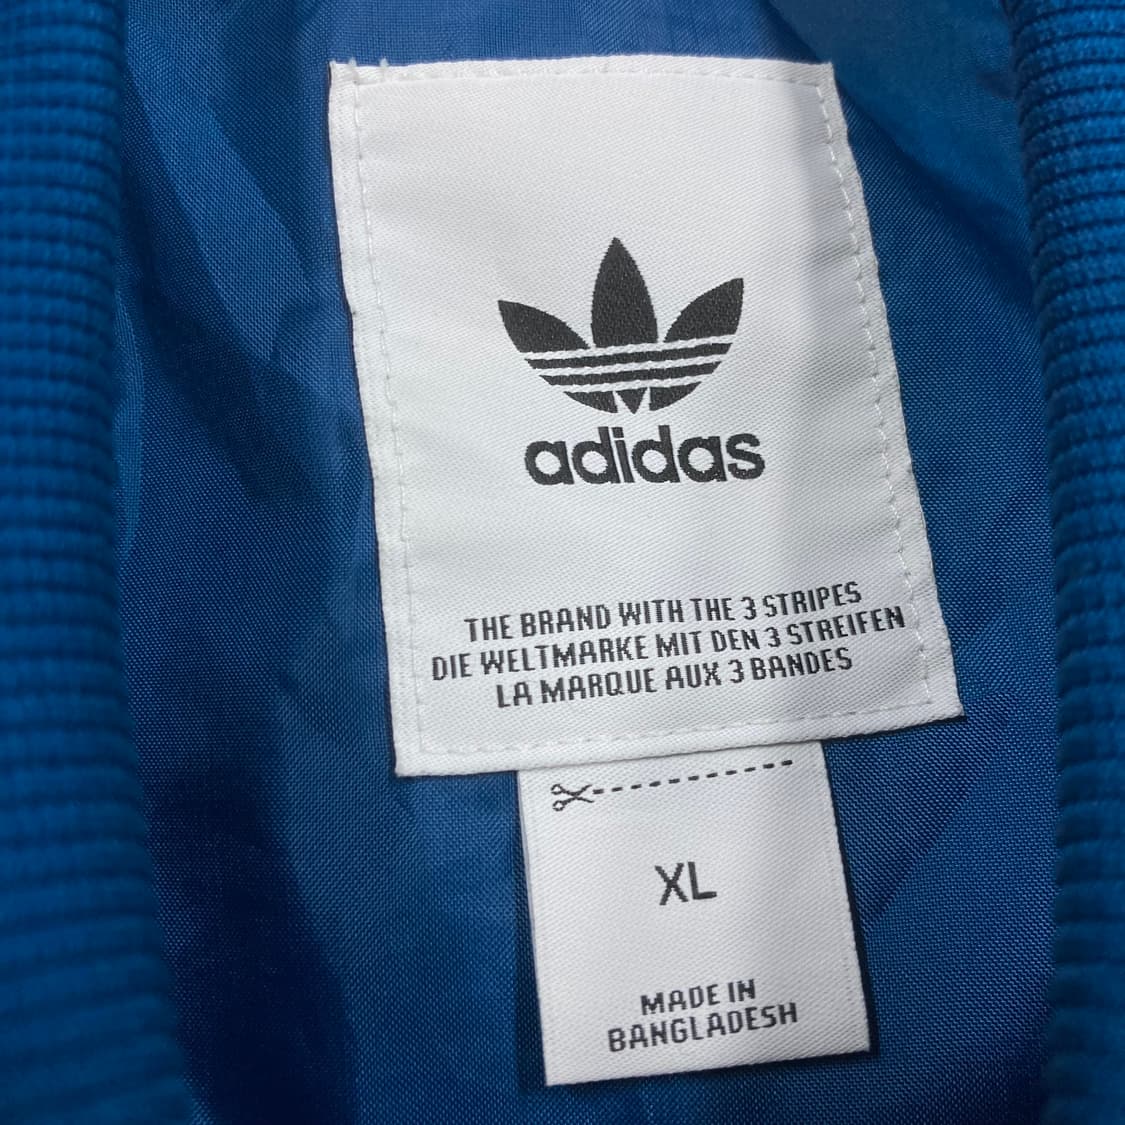 adidas
THE BRAND WITH THE 3 STRIPES
DIE WELTMARKE MIT DEN 3 STREIFEN
LA MARQUE AUX 3 BANDES
XL
MADE IN
BANGLADESH